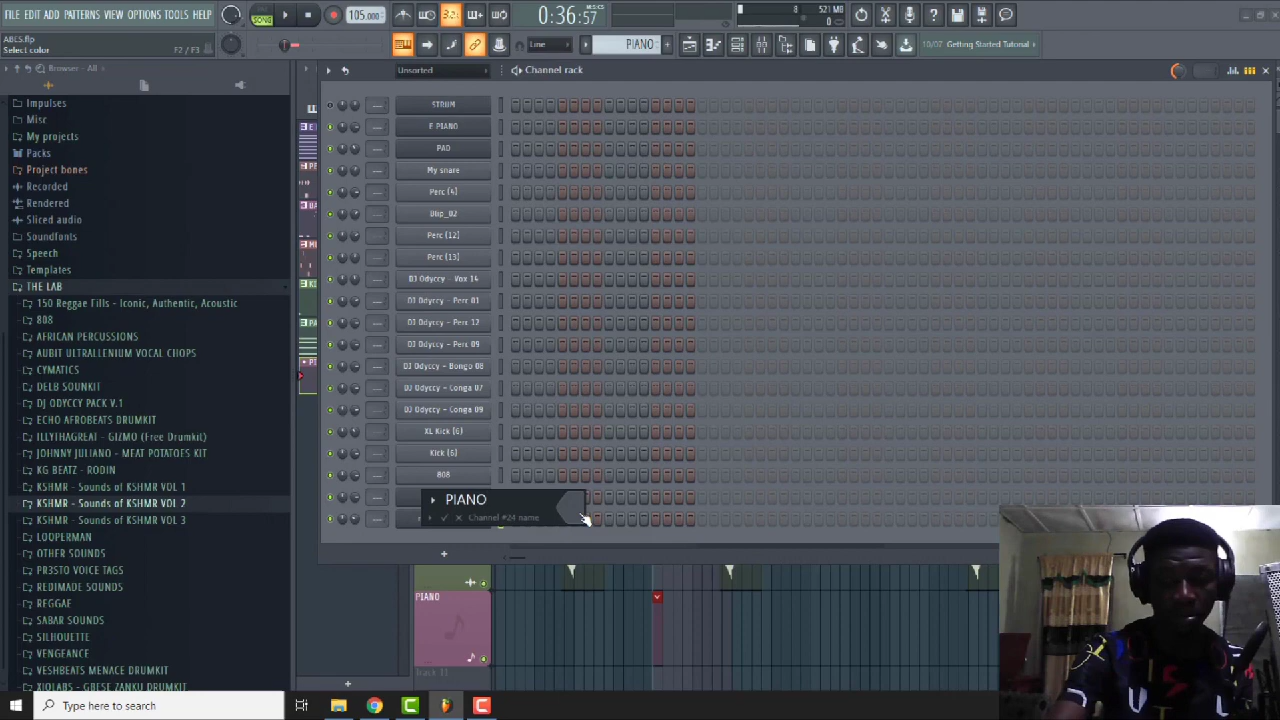 FILE EDIT ADD PATTERNS VIEW OPTIONS TOOLS HELP
SONG
105.000
3.2.
0:36:57
8
521 MB
ABCS.flp
Select color
F2 / F3
Line
PIANO
10/07 Getting Started Tutorial
Browser - All
Unsorted
Channel rack
Impulses
Misc
My projects
Packs
Project bones
Recorded
Rendered
Sliced audio
Soundfonts
Speech
Templates
THE LAB
150 Reggae Fills - Iconic, Authentic, Acoustic
808
AFRICAN PERCUSSIONS
AUBIT ULTRALLENIUM VOCAL CHOPS
CYMATICS
DELB SOUNKIT
DJ ODYCCY PACK V.1
ECHO AFROBEATS DRUMKIT
ILLYTHAGREAT - GIZMO (Free Drumkit)
JOHNNY JULIANO - MEAT POTATOES KIT
KG BEATZ - RODIN
KSHMR - Sounds of KSHMR VOL 1
KSHMR - Sounds of KSHMR VOL 2
KSHMR - Sounds of KSHMR VOL 3
LOOPERMAN
OTHER SOUNDS
PR3STO VOICE TAGS
REDIMADE SOUNDS
REGGAE
SABAR SOUNDS
SILHOUETTE
VENGEANCE
VESHBEATS MENACE DRUMKIT
XIOLABS - GBESE ZANKU DRUMKIT
STRUM
E PIANO
PAD
My snare
Perc (4)
Perc (12)
Perc (13)
DJ Odyccy - Vox 14
DJ Odyccy - Perc 01
DJ Odyccy - Perc 12
DJ Odyccy - Perc 09
DJ Odyccy - Bongo 08
DJ Odyccy - Conga 07
DJ Odyccy - Conga 09
XL Kick (6)
Kick (6)
808
PIANO
Channel #24 name
PIANO
Track 11
Type here to search